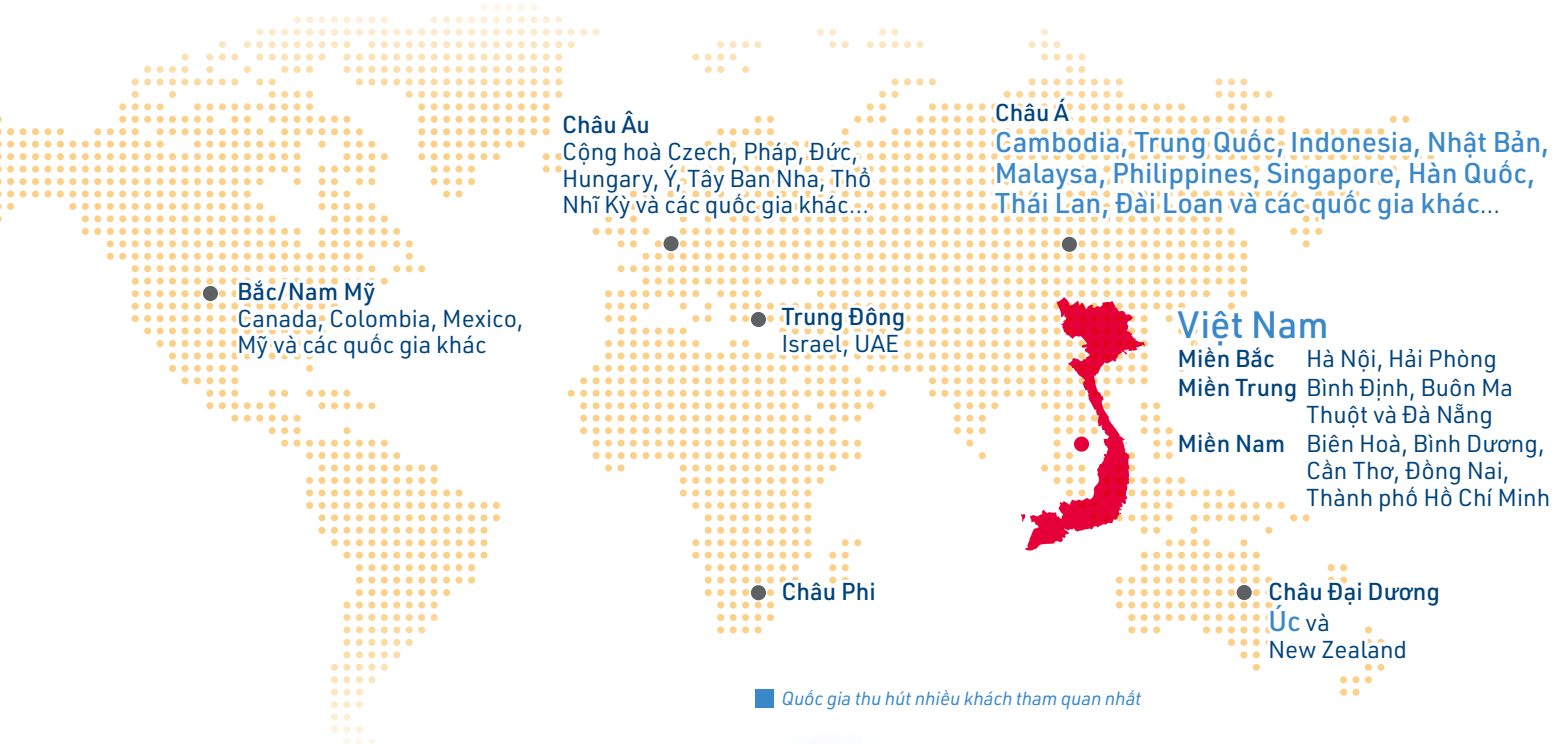 Châu Âu
Cộng hoà Czech, Pháp, Đức,
Hungary, Ý, Tây Ban Nha, Thổ
Nhĩ Kỳ và các quốc gia khác...
Châu Á
Cambodia, Trung Quốc, Indonesia, Nhật Bản,
Malaysa, Philippines, Singapore, Hàn Quốc,
Thái Lan, Đài Loan và các quốc gia khác...
Bắc/Nam Mỹ
Canada, Colombia, Mexico,
Mỹ và các quốc gia khác
Trung Đông
Israel, UAE
Việt Nam
Miền Bắc Hà Nội, Hải Phòng
Miền Trung Bình Định, Buôn Ma
Thuột và Đà Nẵng
Miền Nam Biên Hoà, Bình Dương,
Cần Thơ, Đồng Nai,
Thành phố Hồ Chí Minh
Châu Phi
Châu Đại Dương
Úc và
New Zealand
Quốc gia thu hút nhiều khách tham quan nhất